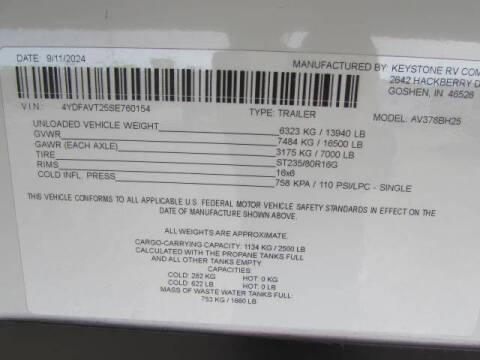 DATE 9/11/2024
MANUFACTURED BY: KEYSTONE RV COM
2642 HACKBERRY D
GOSHEN, IN 46526
V I N: 4YDFAVT25SE760154
TYPE: TRAILER
MODEL: AV378BH25
UNLOADED VEHICLE WEIGHT 6323 KG / 13940 LB
GVWR 7484 KG / 16500 LB
GAWR (EACH AXLE) 3175 KG / 7000 LB
TIRE ST235/80R16G
RIMS 16x6
COLD INFL. PRESS 758 KPA / 110 PSI/LPC - SINGLE
THIS VEHICLE CONFORMS TO ALL APPLICABLE U.S. FEDERAL MOTOR VEHICLE SAFETY STANDARDS IN EFFECT ON THE
DATE OF MANUFACTURE SHOWN ABOVE.
ALL WEIGHTS ARE APPROXIMATE.
CARGO-CARRYING CAPACITY: 1134 KG / 2500 LB
CALCULATED WITH THE PROPANE TANKS FULL
AND ALL OTHER TANKS EMPTY.
CAPACITIES:
COLD: 282 KG HOT: 0 KG
COLD: 622 LB HOT: 0 LB
MASS OF WASTE WATER TANKS FULL:
753 KG / 1660 LB